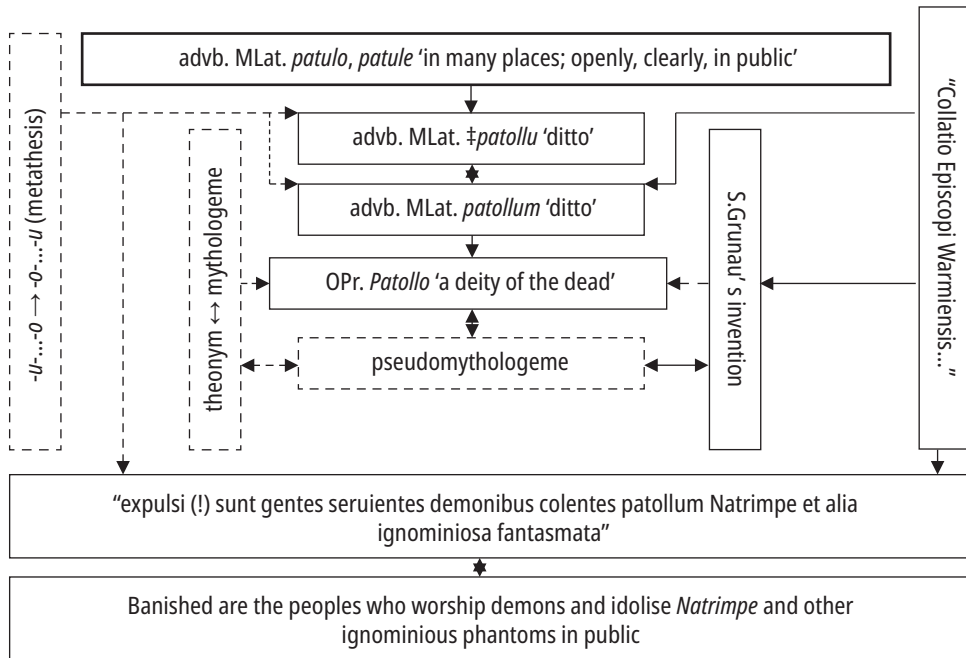 advb. MLat. patulo, patule ‘in many places; openly, clearly, in public’
advb. MLat. ‡patollu ‘ditto’
advb. MLat. patollum ‘ditto’
OPr. Patollo ‘a deity of the dead’
pseudomythologeme
-u-...-o → -o-...-u (metathesis)
theonym ↔ mythologeme
S.Grunau’ s invention
“Collatio Episcopi Warmiensis... ”
“expulsi (!) sunt gentes seruientes demonibus colentes patollum Natrimpe et alia
ignominiosa fantasmata”
Banished are the peoples who worship demons and idolise Natrimpe and other
ignominious phantoms in public